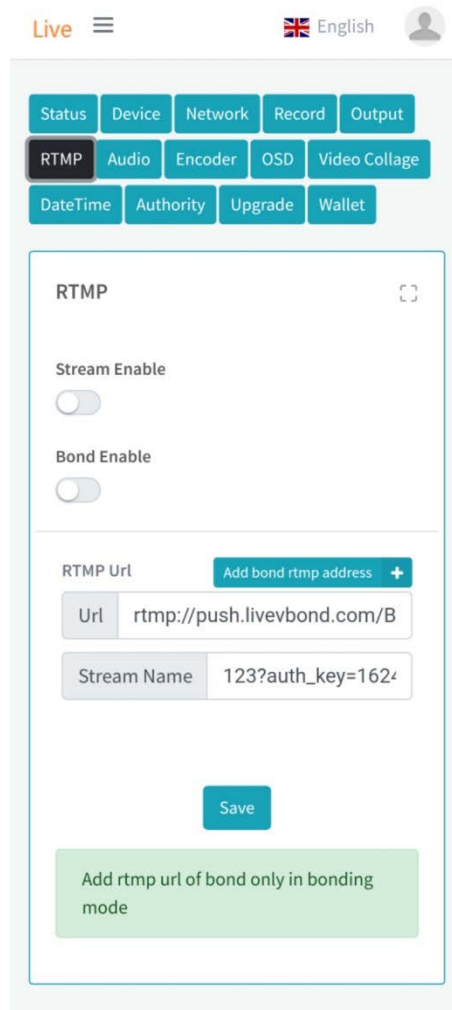 Live English
Status Device Network Record Output
RTMP Audio Encoder OSD Video Collage
DateTime Authority Upgrade Wallet
RTMP
Stream Enable
Bond Enable
RTMP Url Add bond rtmp address +
Url rtmp://push.livevbond.com/B
Stream Name 123?auth_key=1624
Save
Add rtmp url of bond only in bonding
mode